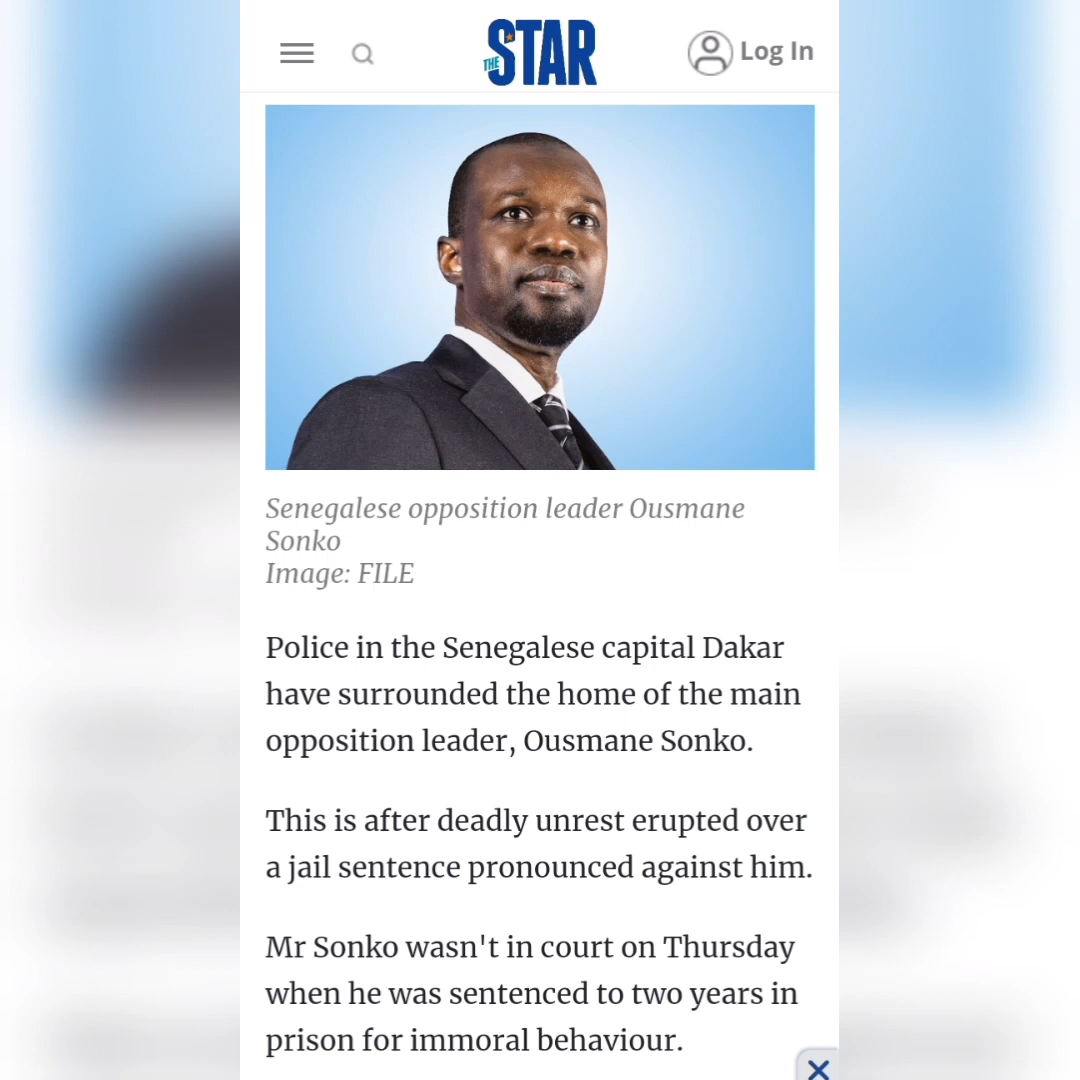 THE STAR
Log In
Senegalese opposition leader Ousmane
Sonko
Image: FILE
Police in the Senegalese capital Dakar
have surrounded the home of the main
opposition leader, Ousmane Sonko.
This is after deadly unrest erupted over
a jail sentence pronounced against him.
Mr Sonko wasn't in court on Thursday
when he was sentenced to two years in
prison for immoral behaviour.